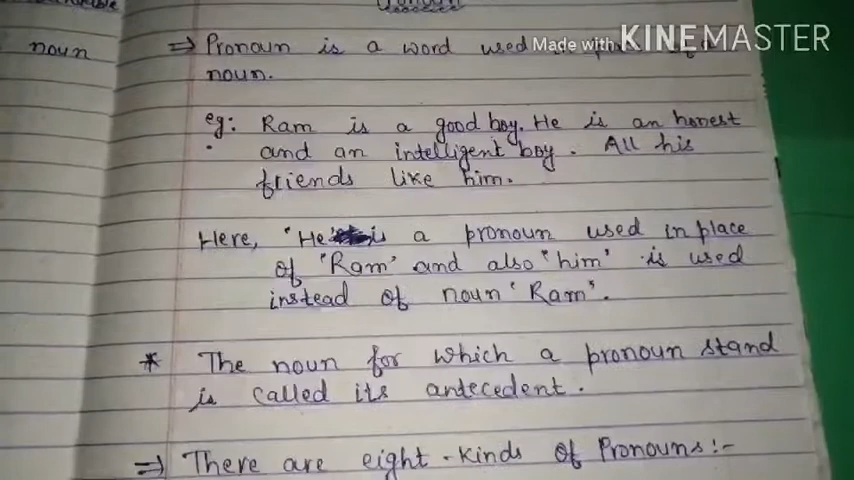 noun
⇒ Pronoun is a word used
Made with KINEMASTER
noun.
eg: Ram is a good boy. He is an honest
and an intelligent boy. All his
friends like him.
Here, "He" is a pronoun used in place
of "Ram" and also "him" is used
instead of noun "Ram".
* The noun for which a pronoun stand
is called its antecedent.
⇒ There are eight-kinds of Pronouns:-